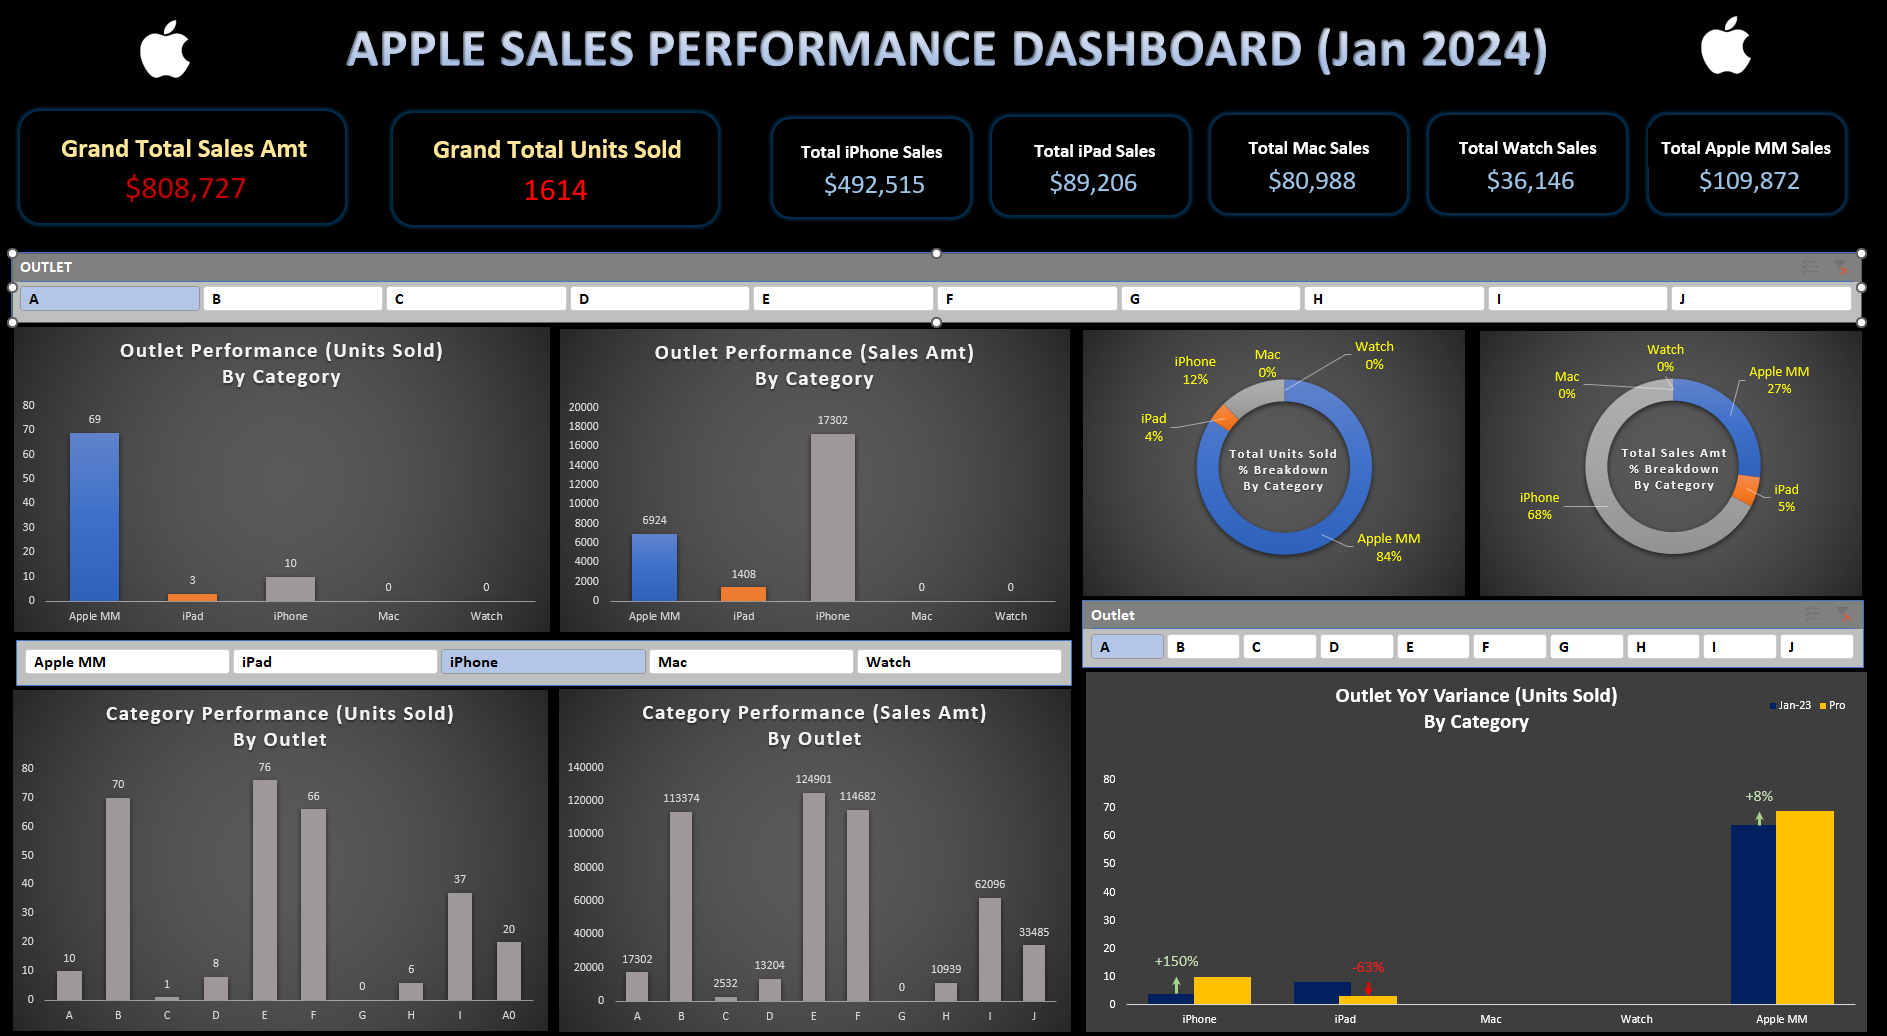 APPLE SALES PERFORMANCE DASHBOARD (Jan 2024)
Grand Total Sales Amt
$808,727
Grand Total Units Sold
1614
Total iPhone Sales
$492,515
Total iPad Sales
$89,206
Total Mac Sales
$80,988
Total Watch Sales
$36,146
Total Apple MM Sales
$109,872
OUTLET
A B C D E F G H I J
Outlet Performance (Units Sold)
By Category
80
70
60
50
40
30
20
10
0
69
3
10
0
0
Apple MM iPad iPhone Mac Watch
Outlet Performance (Sales Amt)
By Category
20000
18000
16000
14000
12000
10000
8000
6000
4000
2000
0
6924
1408
17302
0
0
Apple MM iPad iPhone Mac Watch
Watch
0%
Mac
0%
iPhone
12%
iPad
4%
Total Units Sold
% Breakdown
By Category
Apple MM
84%
Watch
0%
Mac
0%
Apple MM
27%
Total Sales Amt
% Breakdown
By Category
iPhone
68%
iPad
5%
Apple MM iPad iPhone Mac Watch
Outlet
A B C D E F G H I J
Category Performance (Units Sold)
By Outlet
80
70
60
50
40
30
20
10
0
10
70
1
8
76
66
0
6
37
20
A B C D E F G H I A0
Category Performance (Sales Amt)
By Outlet
140000
120000
100000
80000
60000
40000
20000
0
17302
113374
2532
13204
124901
114682
0
10939
62096
33485
A B C D E F G H I J
Outlet YoY Variance (Units Sold)
By Category
Jan-23 Pro
80
70
60
50
40
30
20
10
0
+150%
-63%
+8%
iPhone iPad Mac Watch Apple MM